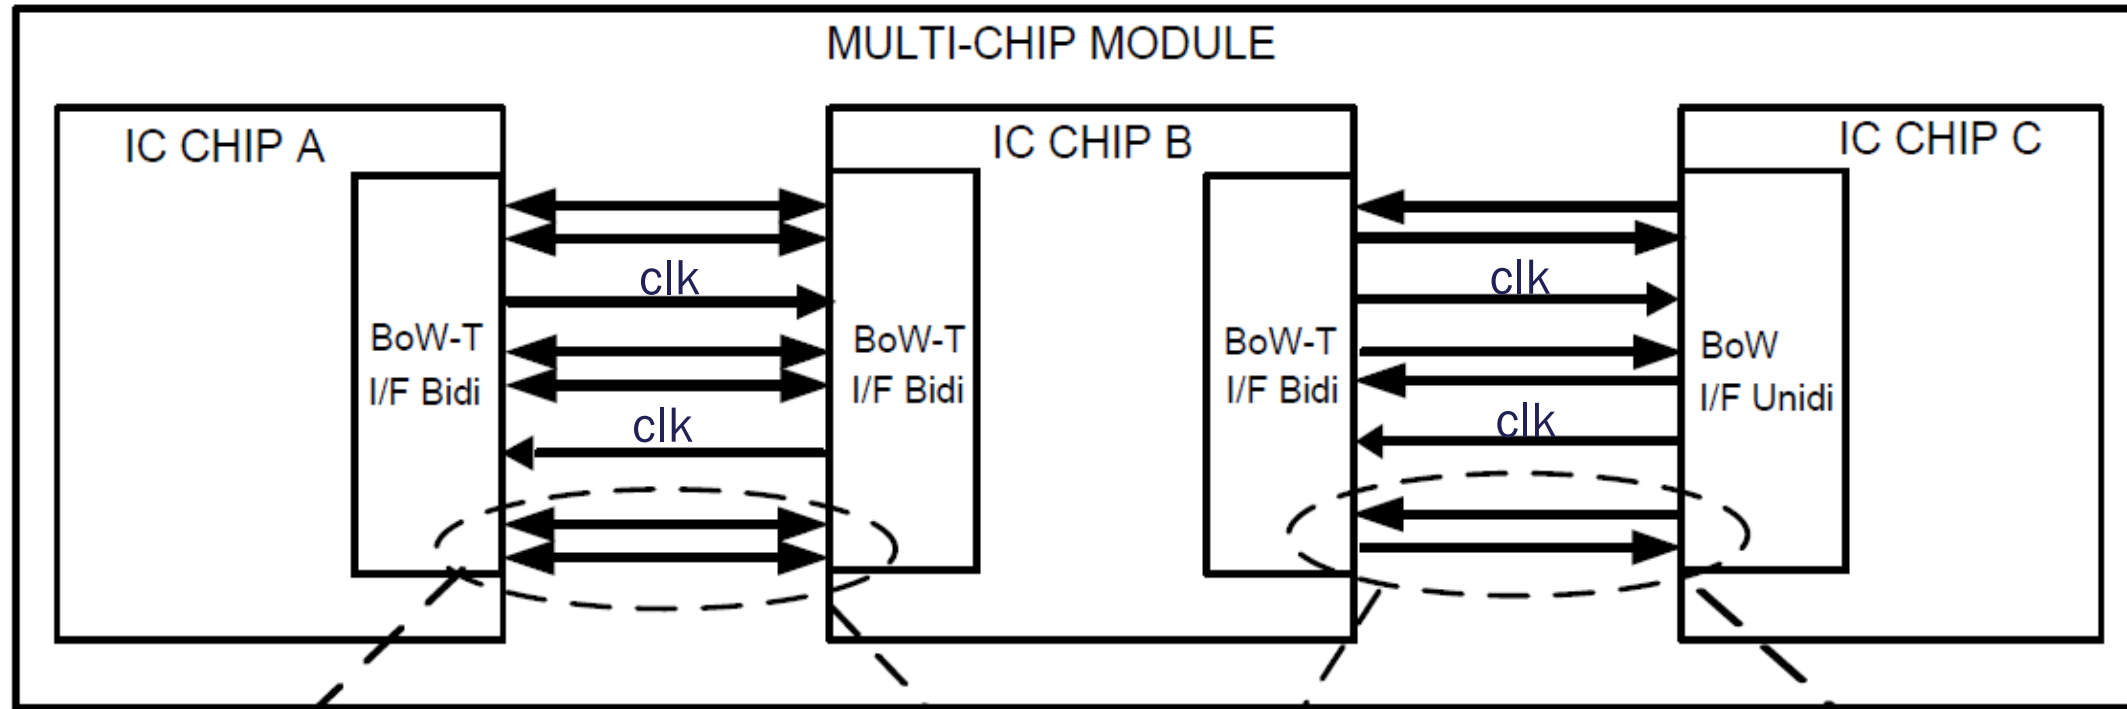 MULTI-CHIP MODULE
IC CHIP A
IC CHIP B
IC CHIP C
clk
clk
BoW-T
I/F Bidi
BoW-T
I/F Bidi
BoW-T
I/F Bidi
BoW
I/F Unidi
clk
clk